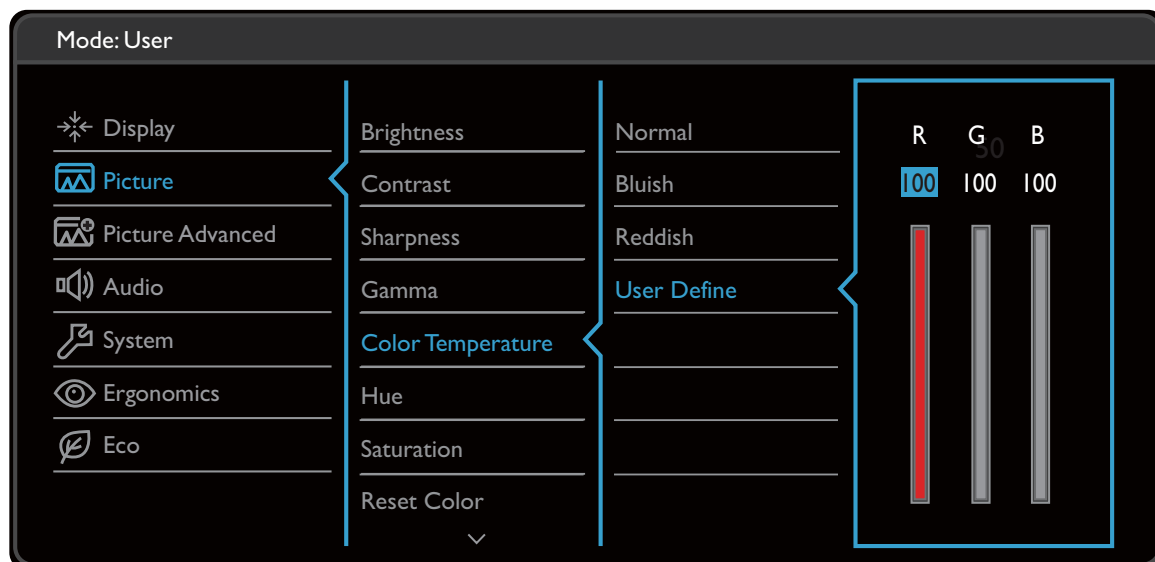 Mode: User
Display
Picture
Picture Advanced
Audio
System
Ergonomics
Eco
Brightness
Contrast
Sharpness
Gamma
Color Temperature
Hue
Saturation
Reset Color
Normal
Bluish
Reddish
User Define
R G B
50
100 100 100